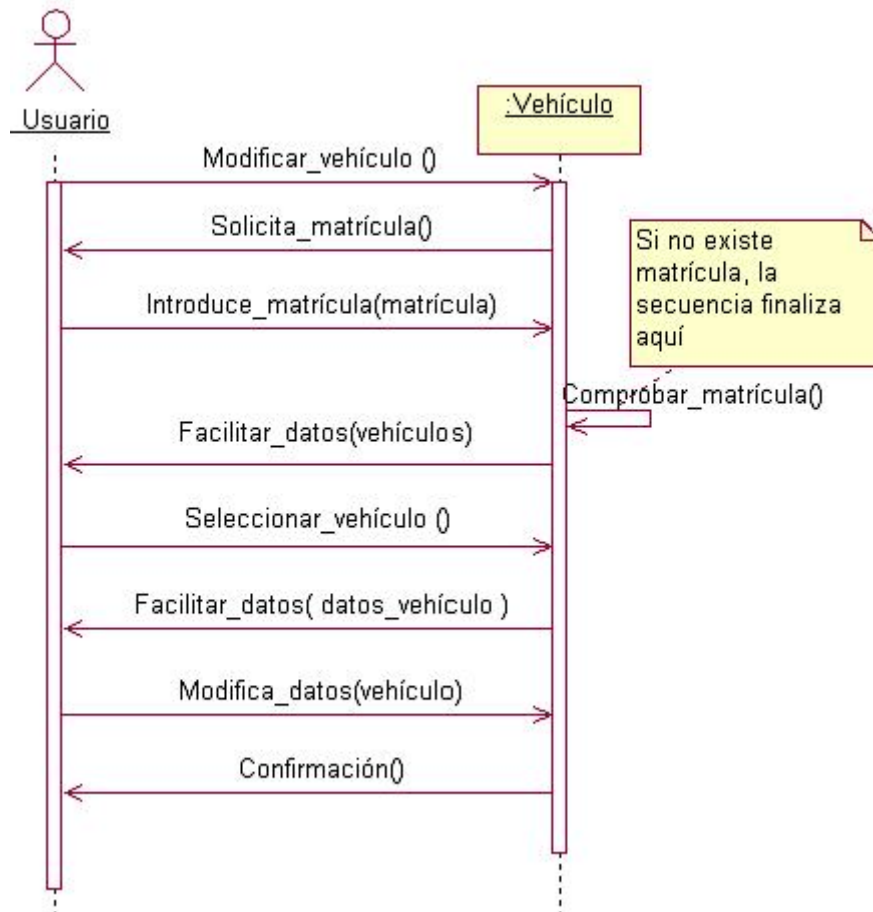 _Usuario
:Vehículo
Modificar_vehículo ()
Solicita_matrícula()
Si no existe
matrícula, la
secuencia finaliza
aquí
Introduce_matrícula(matrícula)
Comprobar_matrícula()
Facilitar_datos(vehículos)
Seleccionar_vehículo ()
Facilitar_datos( datos_vehículo )
Modifica_datos(vehículo)
Confirmación()